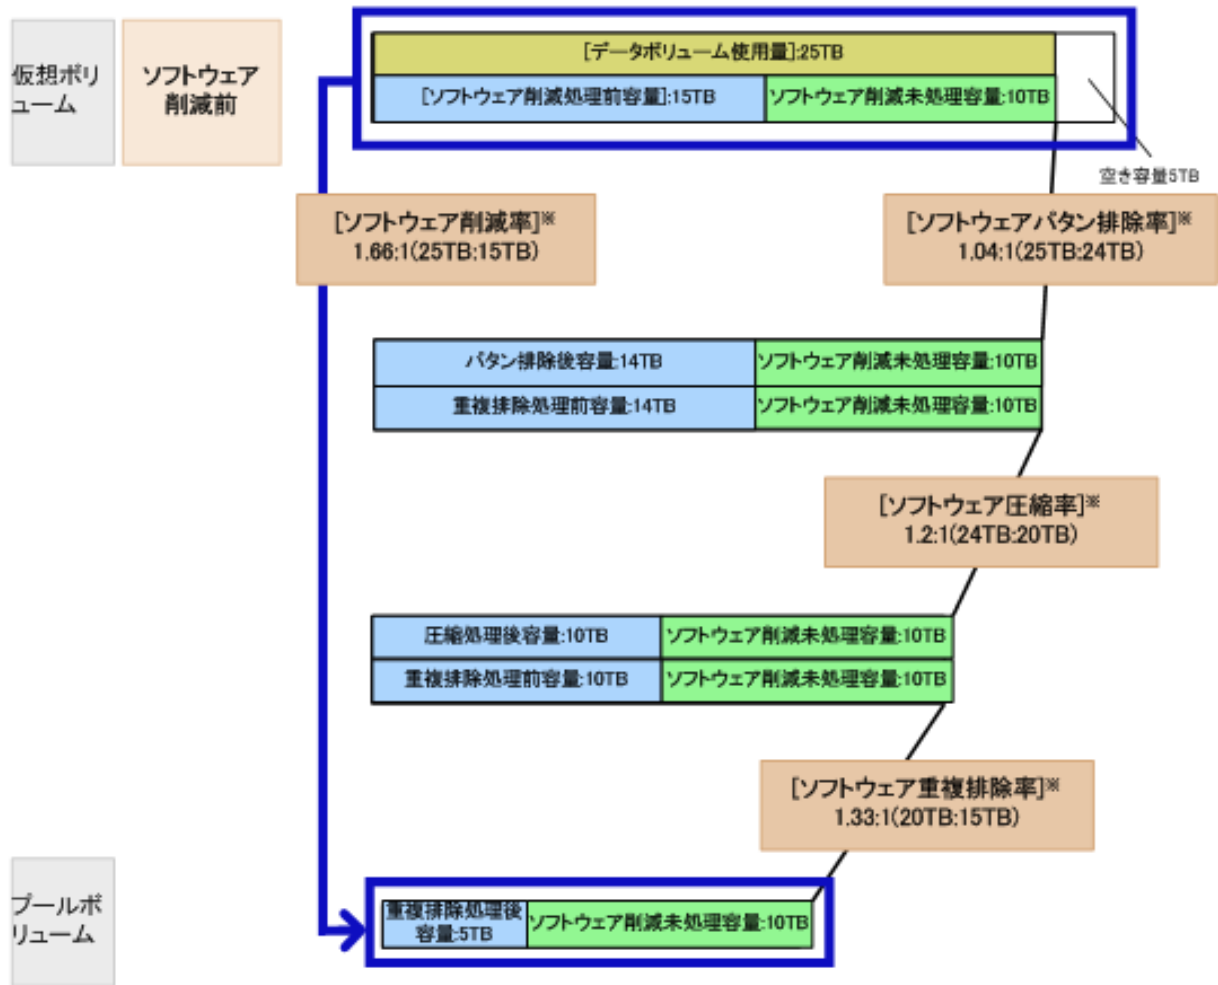 仮想ポリ
ューム
ソフトウェア
削減前
[データボリューム使用量]:25TB
[ソフトウェア削減処理前容量]:15TB
ソフトウェア削減未処理容量:10TB
空き容量5TB
[ソフトウェア削減率]※
1.66:1(25TB:15TB)
[ソフトウェアパタン排除率]※
1.04:1(25TB:24TB)
パタン排除後容量:14TB
ソフトウェア削減未処理容量:10TB
重複排除処理前容量:14TB
ソフトウェア削減未処理容量:10TB
[ソフトウェア圧縮率]※
1.2:1(24TB:20TB)
圧縮処理後容量:10TB
ソフトウェア削減未処理容量:10TB
重複排除処理前容量:10TB
ソフトウェア削減未処理容量:10TB
[ソフトウェア重複排除率]※
1.33:1(20TB:15TB)
プールボ
リューム
重複排除処理後
容量:5TB
ソフトウェア削減未処理容量:10TB